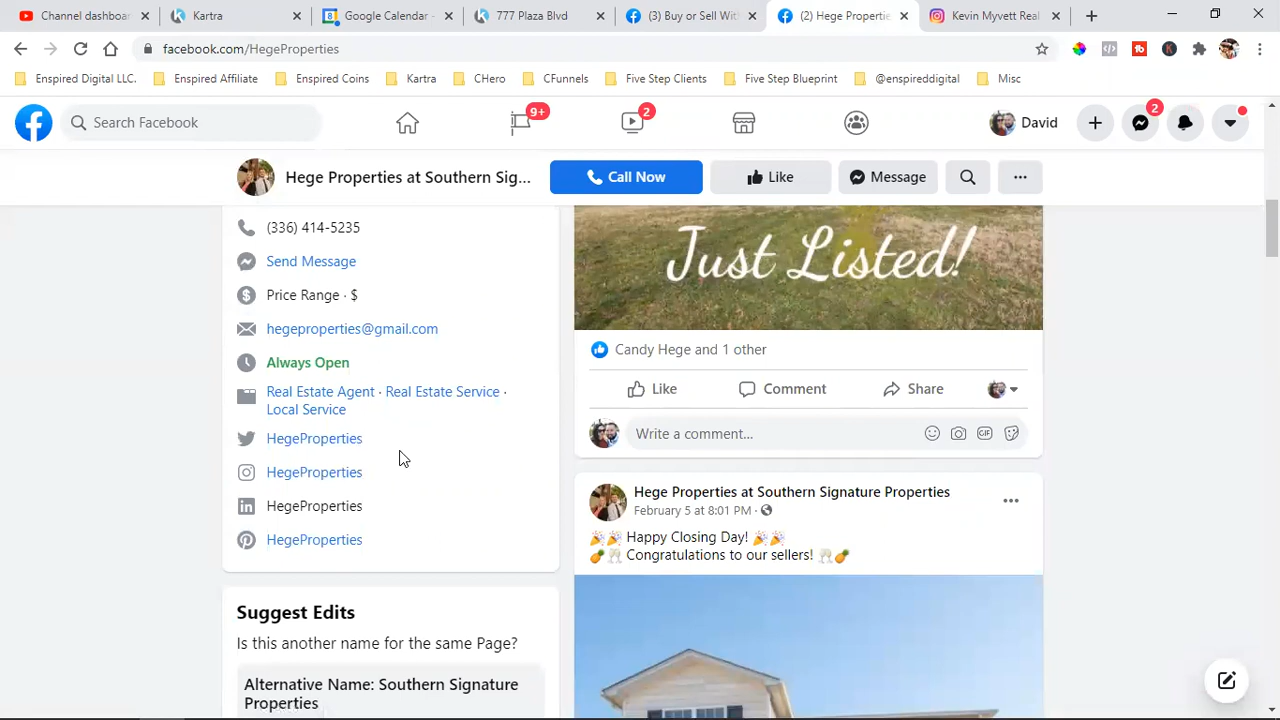 Channel dashboa
Kartra
Google Calendar -
777 Plaza Blvd
(3) Buy or Sell With
(2) Hege Propertie
Kevin Myvett Real
facebook.com/HegeProperties
Enspired Digital LLC.
Enspired Affiliate
Enspired Coins
Kartra
CHero
CFunnels
Five Step Clients
Five Step Blueprint
@enspireddigital
Misc
Search Facebook
9+
2
David
2
Hege Properties at Southern Sig...
Call Now
Like
Message
(336) 414-5235
Send Message
Price Range · $
hegeproperties@gmail.com
Always Open
Real Estate Agent · Real Estate Service ·
Local Service
HegeProperties
HegeProperties
HegeProperties
HegeProperties
Suggest Edits
Is this another name for the same Page?
Alternative Name: Southern Signature
Properties
Just Listed!
Candy Hege and 1 other
Like
Comment
Share
Write a comment...
GIF
Hege Properties at Southern Signature Properties
February 5 at 8:01 PM ·
🎉🎉 Happy Closing Day! 🎉🎉
🍍🥂 Congratulations to our sellers! 🥂🍍